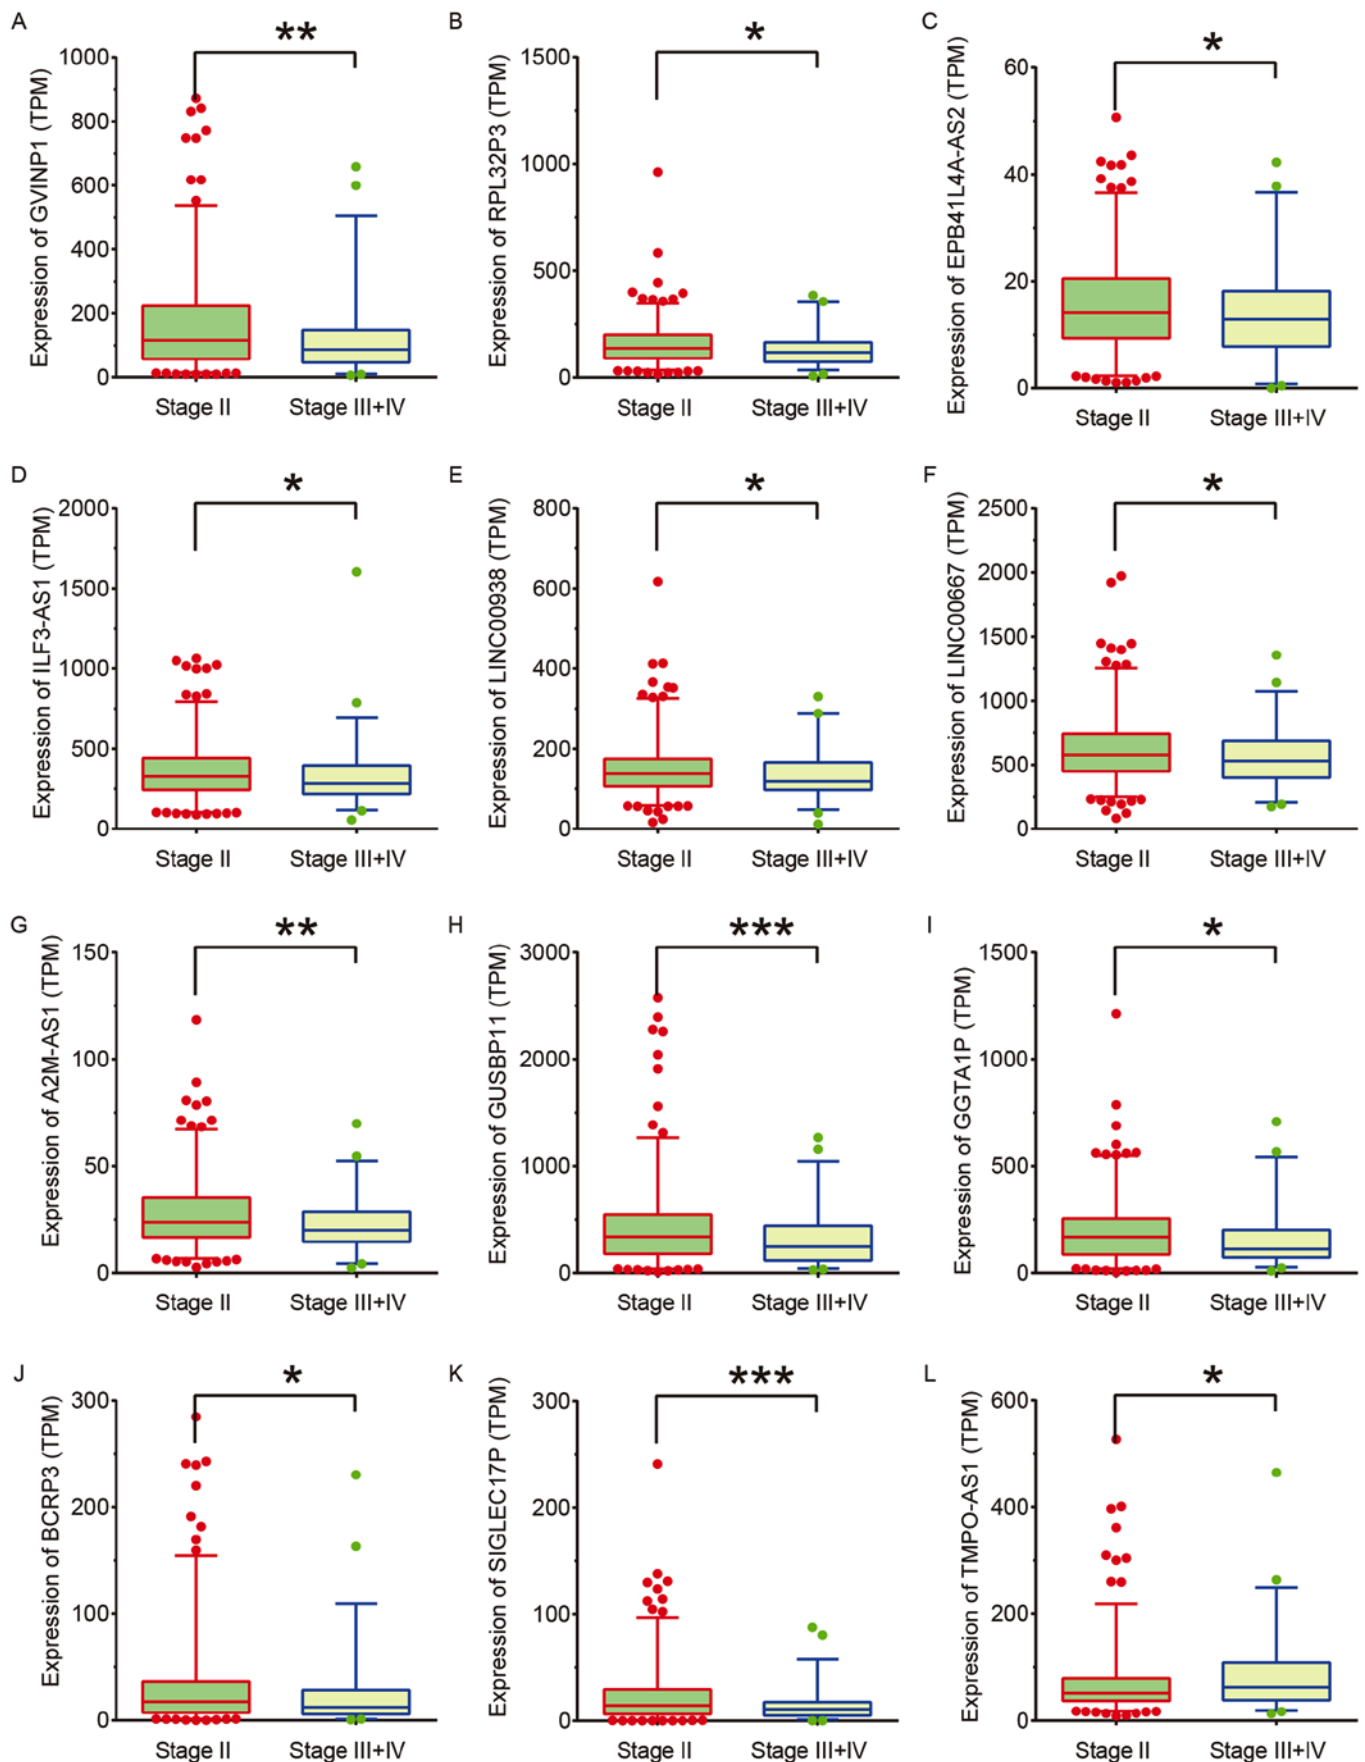 A
**
Expression of GVINP1 (TPM)
1000
800
600
400
200
0
Stage II
Stage III+IV
B
*
Expression of RPL32P3 (TPM)
1500
1000
500
0
Stage II
Stage III+IV
C
*
Expression of EPB41L4A-AS2 (TPM)
60
40
20
0
Stage II
Stage III+IV
D
*
Expression of ILF3-AS1 (TPM)
2000
1500
1000
500
0
Stage II
Stage III+IV
E
*
Expression of LINC00938 (TPM)
800
600
400
200
0
Stage II
Stage III+IV
F
*
Expression of LINC00667 (TPM)
2500
2000
1500
1000
500
0
Stage II
Stage III+IV
G
**
Expression of A2M-AS1 (TPM)
150
100
50
0
Stage II
Stage III+IV
H
***
Expression of GUSBP11 (TPM)
3000
2000
1000
0
Stage II
Stage III+IV
I
*
Expression of GGTA1P (TPM)
1500
1000
500
0
Stage II
Stage III+IV
J
*
Expression of BCRP3 (TPM)
300
200
100
0
Stage II
Stage III+IV
K
***
Expression of SIGLEC17P (TPM)
300
200
100
0
Stage II
Stage III+IV
L
*
Expression of TMPO-AS1 (TPM)
600
400
200
0
Stage II
Stage III+IV